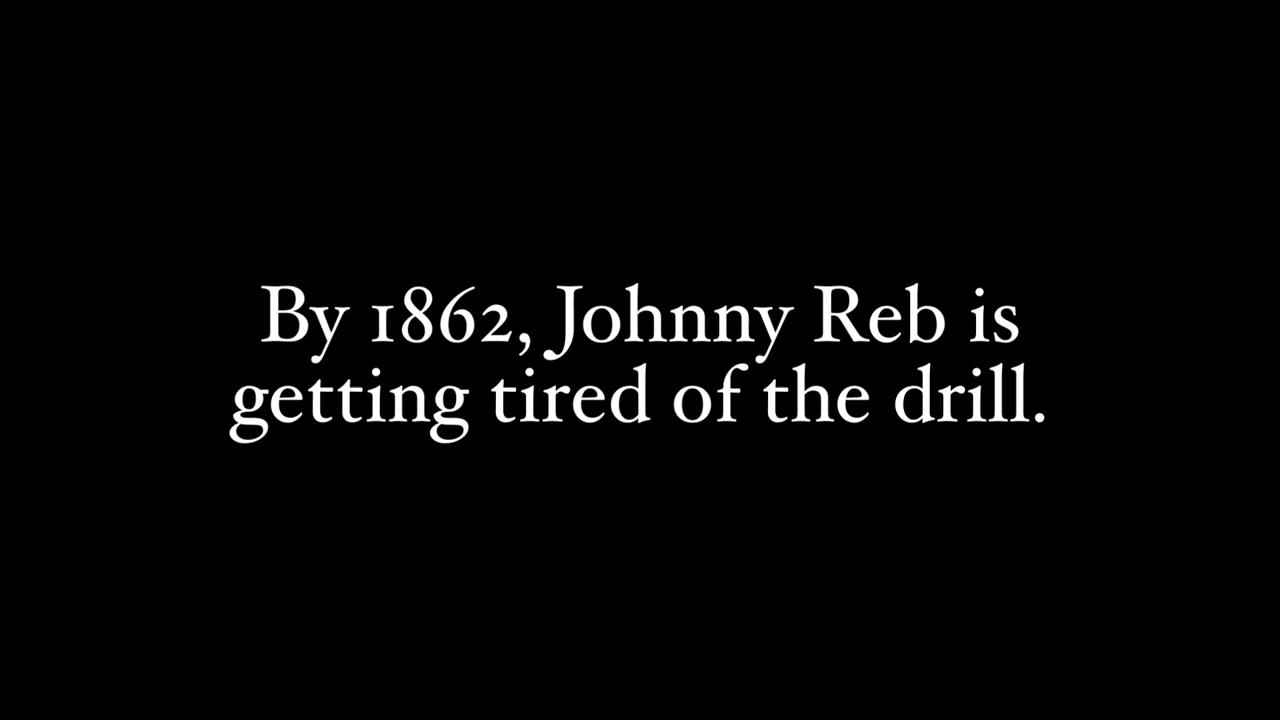 By 1862, Johnny Reb is
getting tired of the drill.